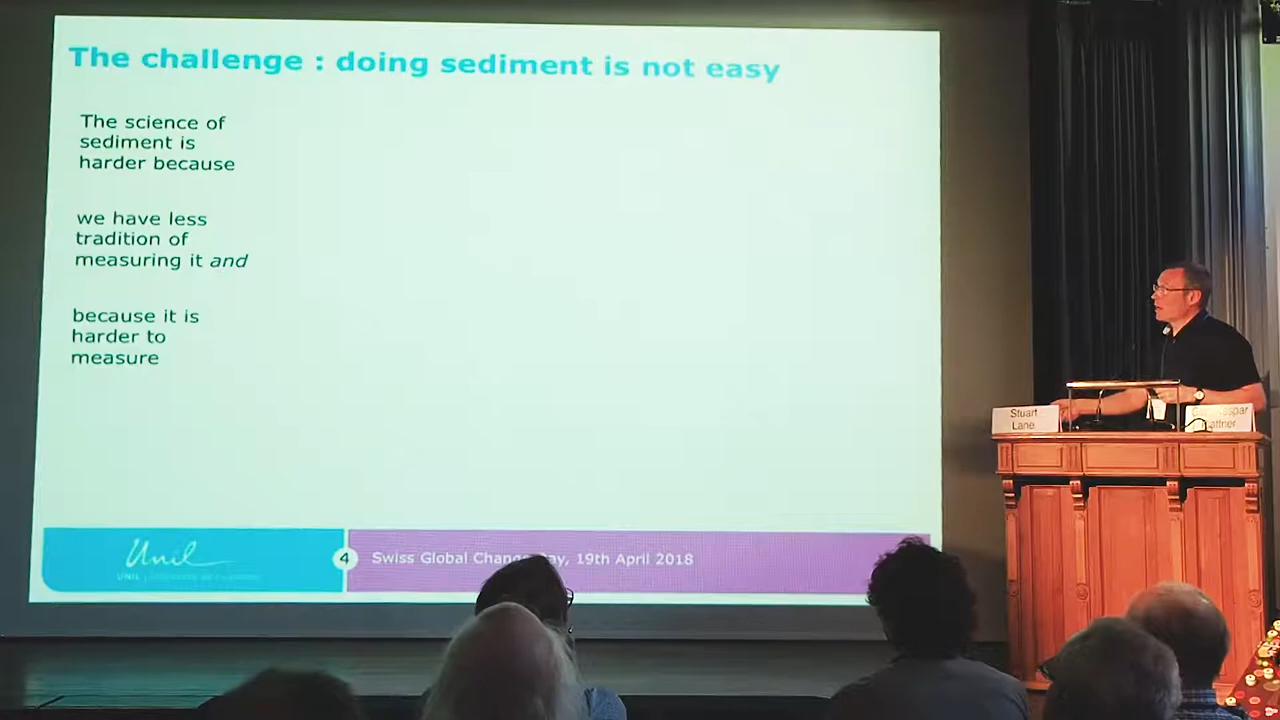 The challenge : doing sediment is not easy
The science of
sediment is
harder because
we have less
tradition of
measuring it and
because it is
harder to
measure
Unil
UNIL
4
Swiss Global Change Day, 19th April 2018
Stuart
Lane